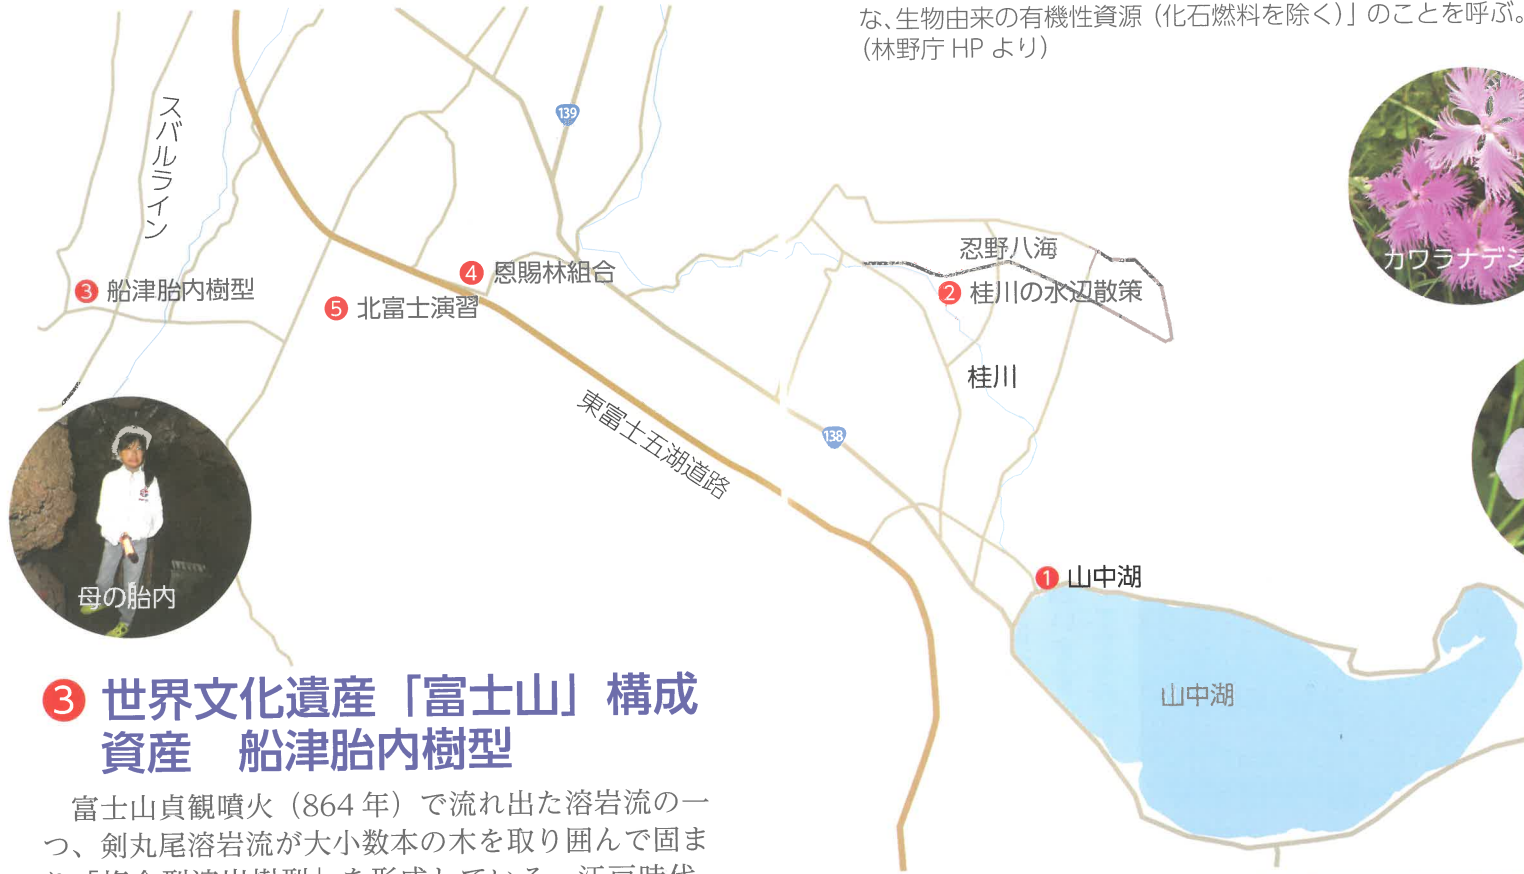 な、生物由来の有機性資源（化石燃料を除く）」のことを呼ぶ。
（林野庁 HP より）
139
スバルライン
カワラナデシ
忍野八海
❹ 恩賜林組合
❸ 船津胎内樹型
❷ 桂川の水辺散策
❺ 北富士演習
桂川
東富士五湖道路
138
❶ 山中湖
母の胎内
山中湖
❸ 世界文化遺産「富士山」構成
資産　船津胎内樹型
富士山貞観噴火（864 年）で流れ出た溶岩流の一
つ、剣丸尾溶岩流が大小数本の木を取り囲んで固ま